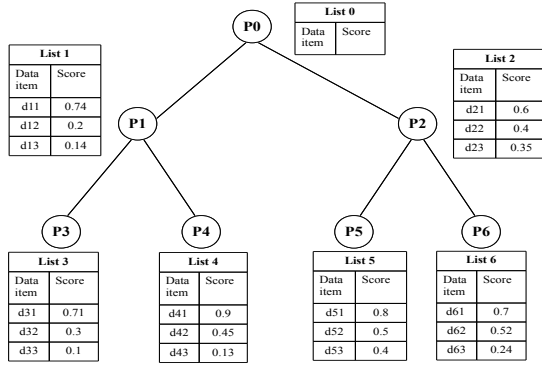 P0
List 0
Data item Score
List 1
Data item Score
d11 0.74
d12 0.2
d13 0.14
List 2
Data item Score
d21 0.6
d22 0.4
d23 0.35
P1
P2
P3
P4
P5
P6
List 3
Data item Score
d31 0.71
d32 0.3
d33 0.1
List 4
Data item Score
d41 0.9
d42 0.45
d43 0.13
List 5
Data item Score
d51 0.8
d52 0.5
d53 0.4
List 6
Data item Score
d61 0.7
d62 0.52
d63 0.24